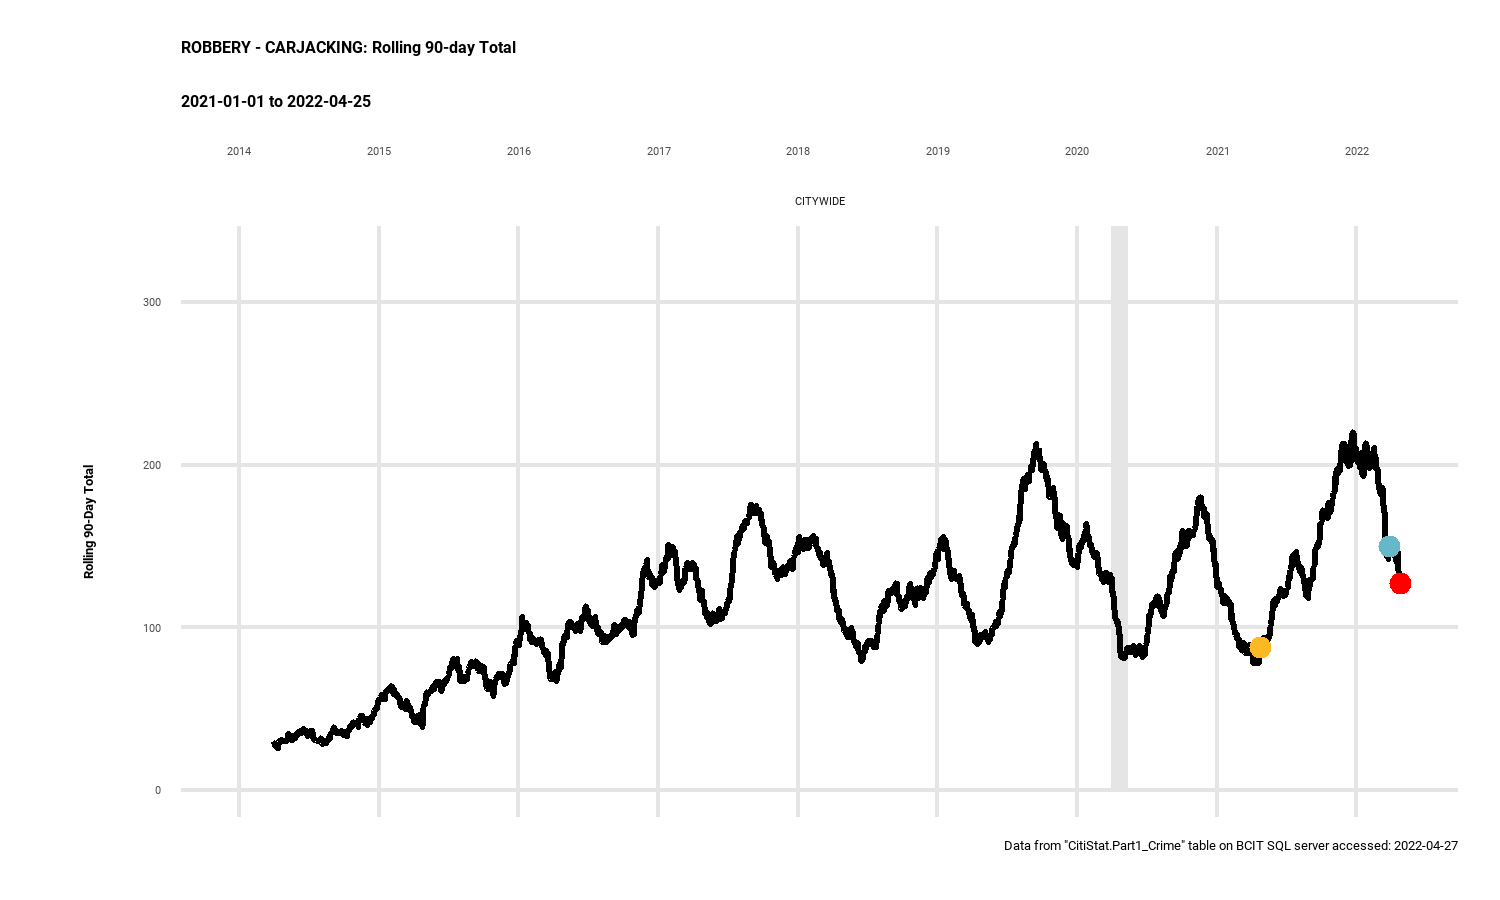 ROBBERY - CARJACKING: Rolling 90-day Total
2021-01-01 to 2022-04-25
2014 2015 2016 2017 2018 2019 2020 2021 2022
CITYWIDE
300
200
100
0
Rolling 90-Day Total
Data from "CitiStat.Part1_Crime" table on BCIT SQL server accessed: 2022-04-27